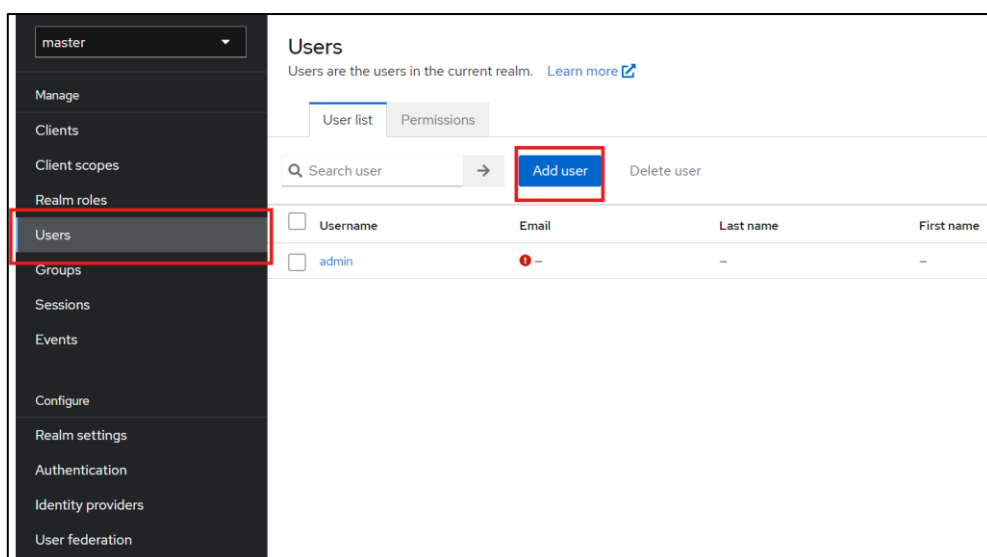 master
Manage
Clients
Client scopes
Realm roles
Users
Groups
Sessions
Events
Configure
Realm settings
Authentication
Identity providers
User federation
Users
Users are the users in the current realm. Learn more
User list Permissions
Search user Add user Delete user
Username Email Last name First name
admin – – –